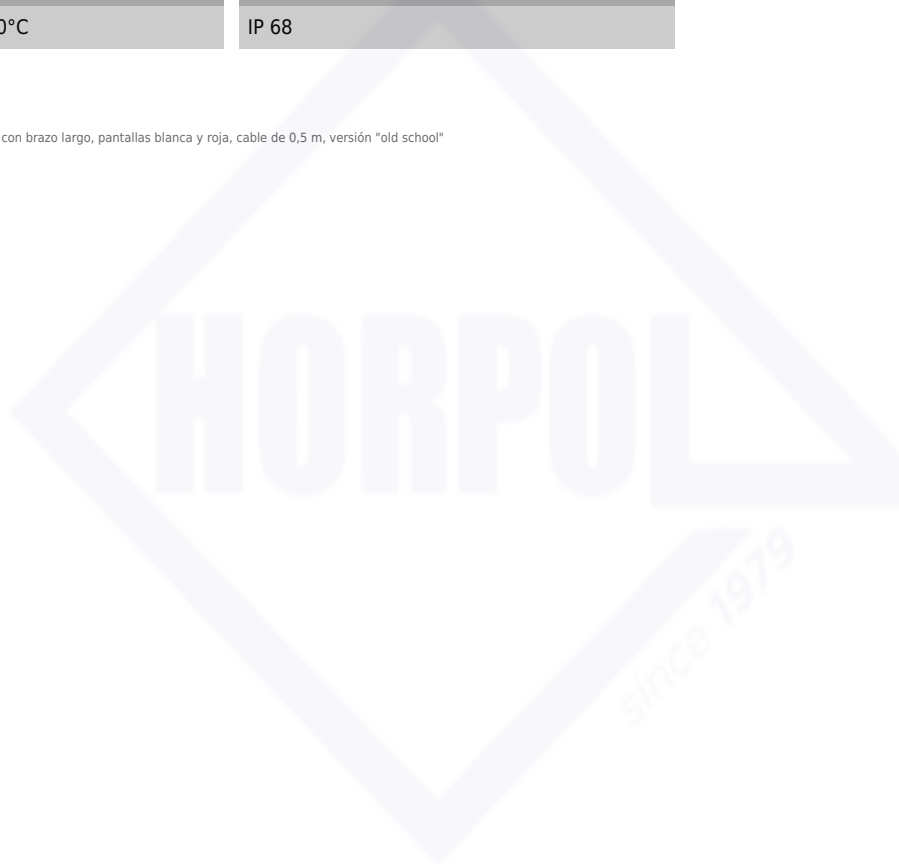 0°C IP 68
con brazo largo, pantallas blanca y roja, cable de 0,5 m, versión "old school"
HORPOL
since 1979